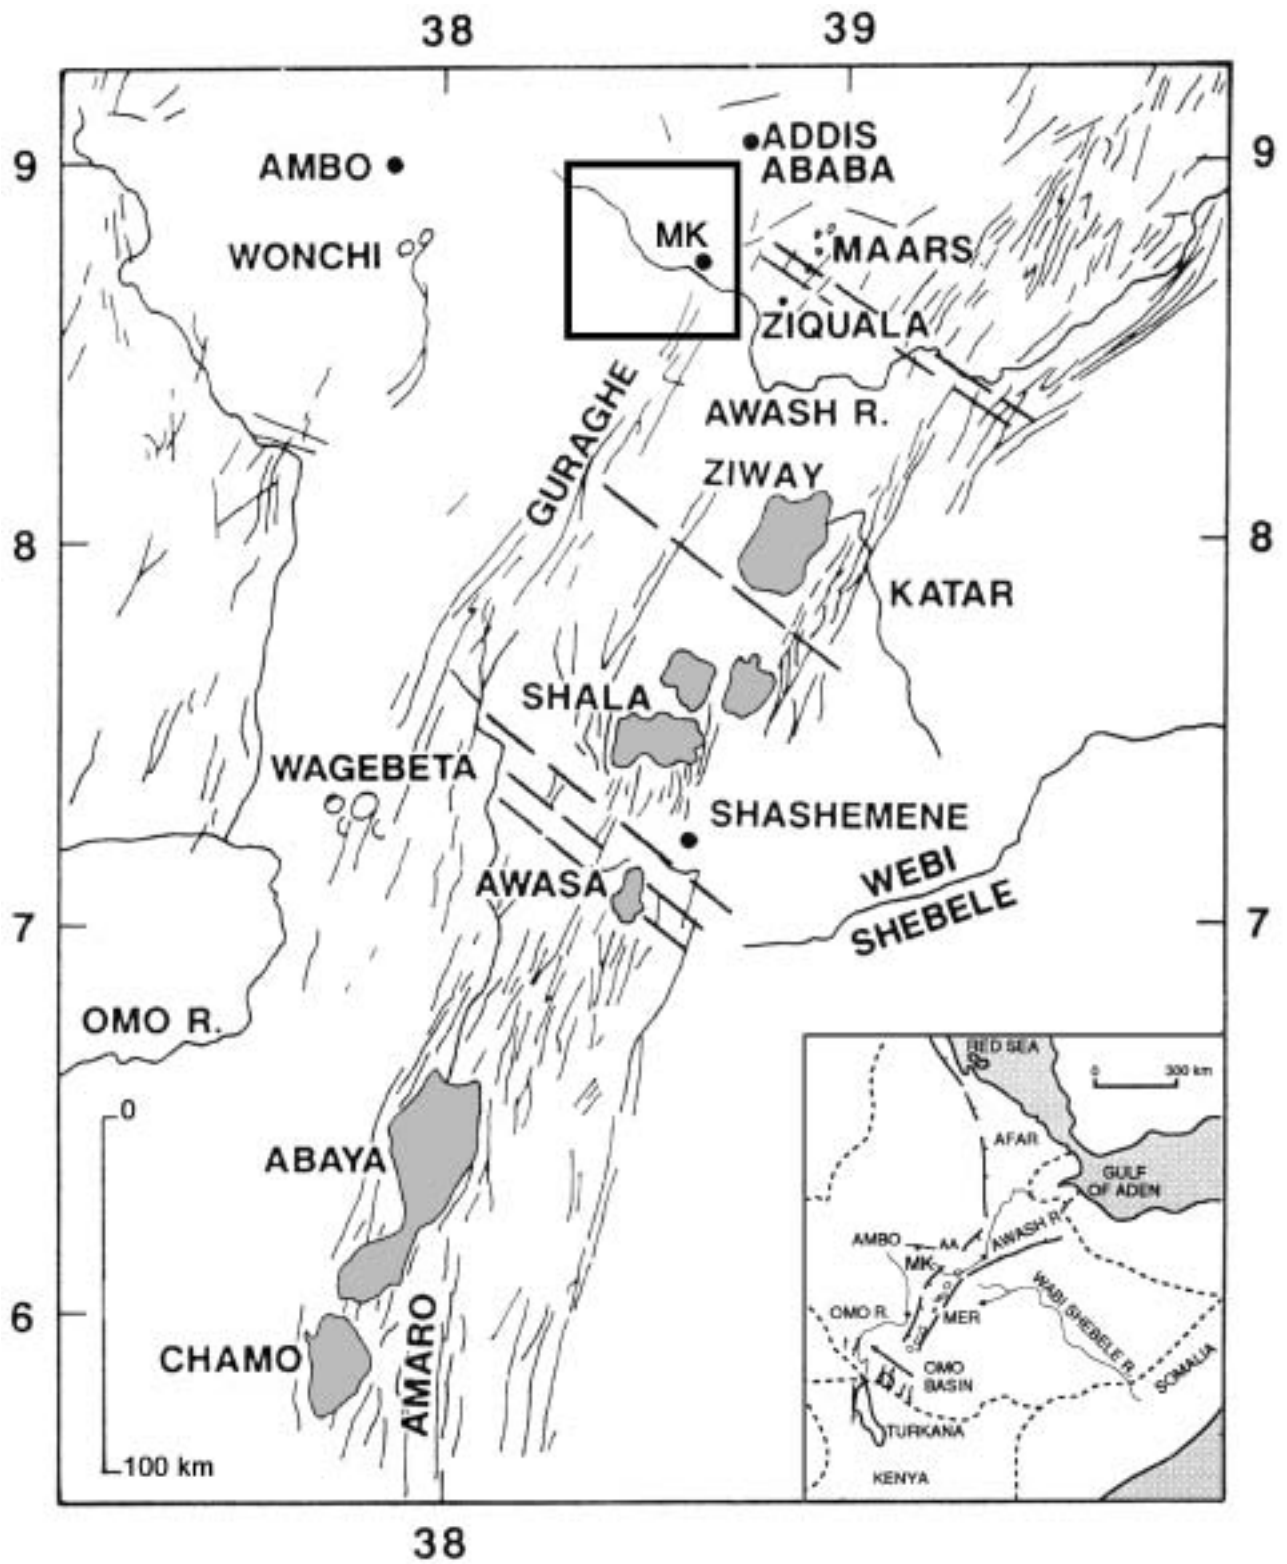 38 39
9 9
AMBO
ADDIS
ABABA
WONCHI
MK
MAARS
ZIQUALA
GURAGHE
AWASH R.
ZIWAY
8 8
KATAR
SHALA
WAGEBETA
SHASHEMENE
AWASA
WEBI
SHEBELE
7 7
OMO R.
0
ABAYA
6
CHAMO
AMARO
100 km
38
RED SEA
0 300 km
AFAR
GULF
OF ADEN
AMBO
AA
AWASH R
MK
OMO R.
MER
WABI SHEBELE R.
OMO
BASIN
SOMALIA
TURKANA
KENYA